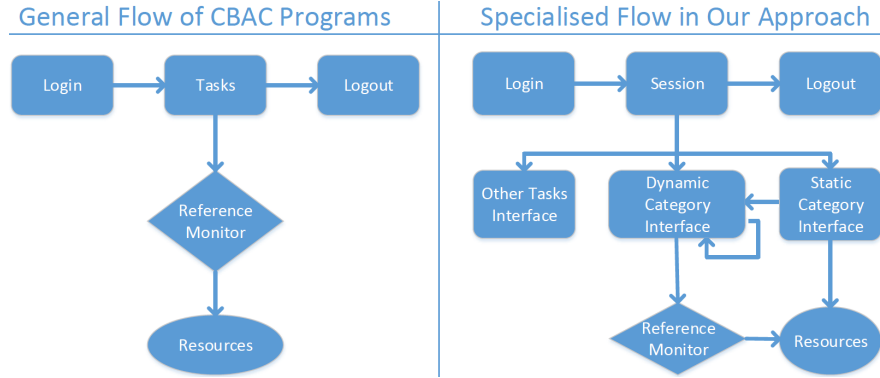 General Flow of CBAC Programs
Login
Tasks
Logout
Reference
Monitor
Resources
Specialised Flow in Our Approach
Login
Session
Logout
Other Tasks
Interface
Dynamic
Category
Interface
Static
Category
Interface
Reference
Monitor
Resources